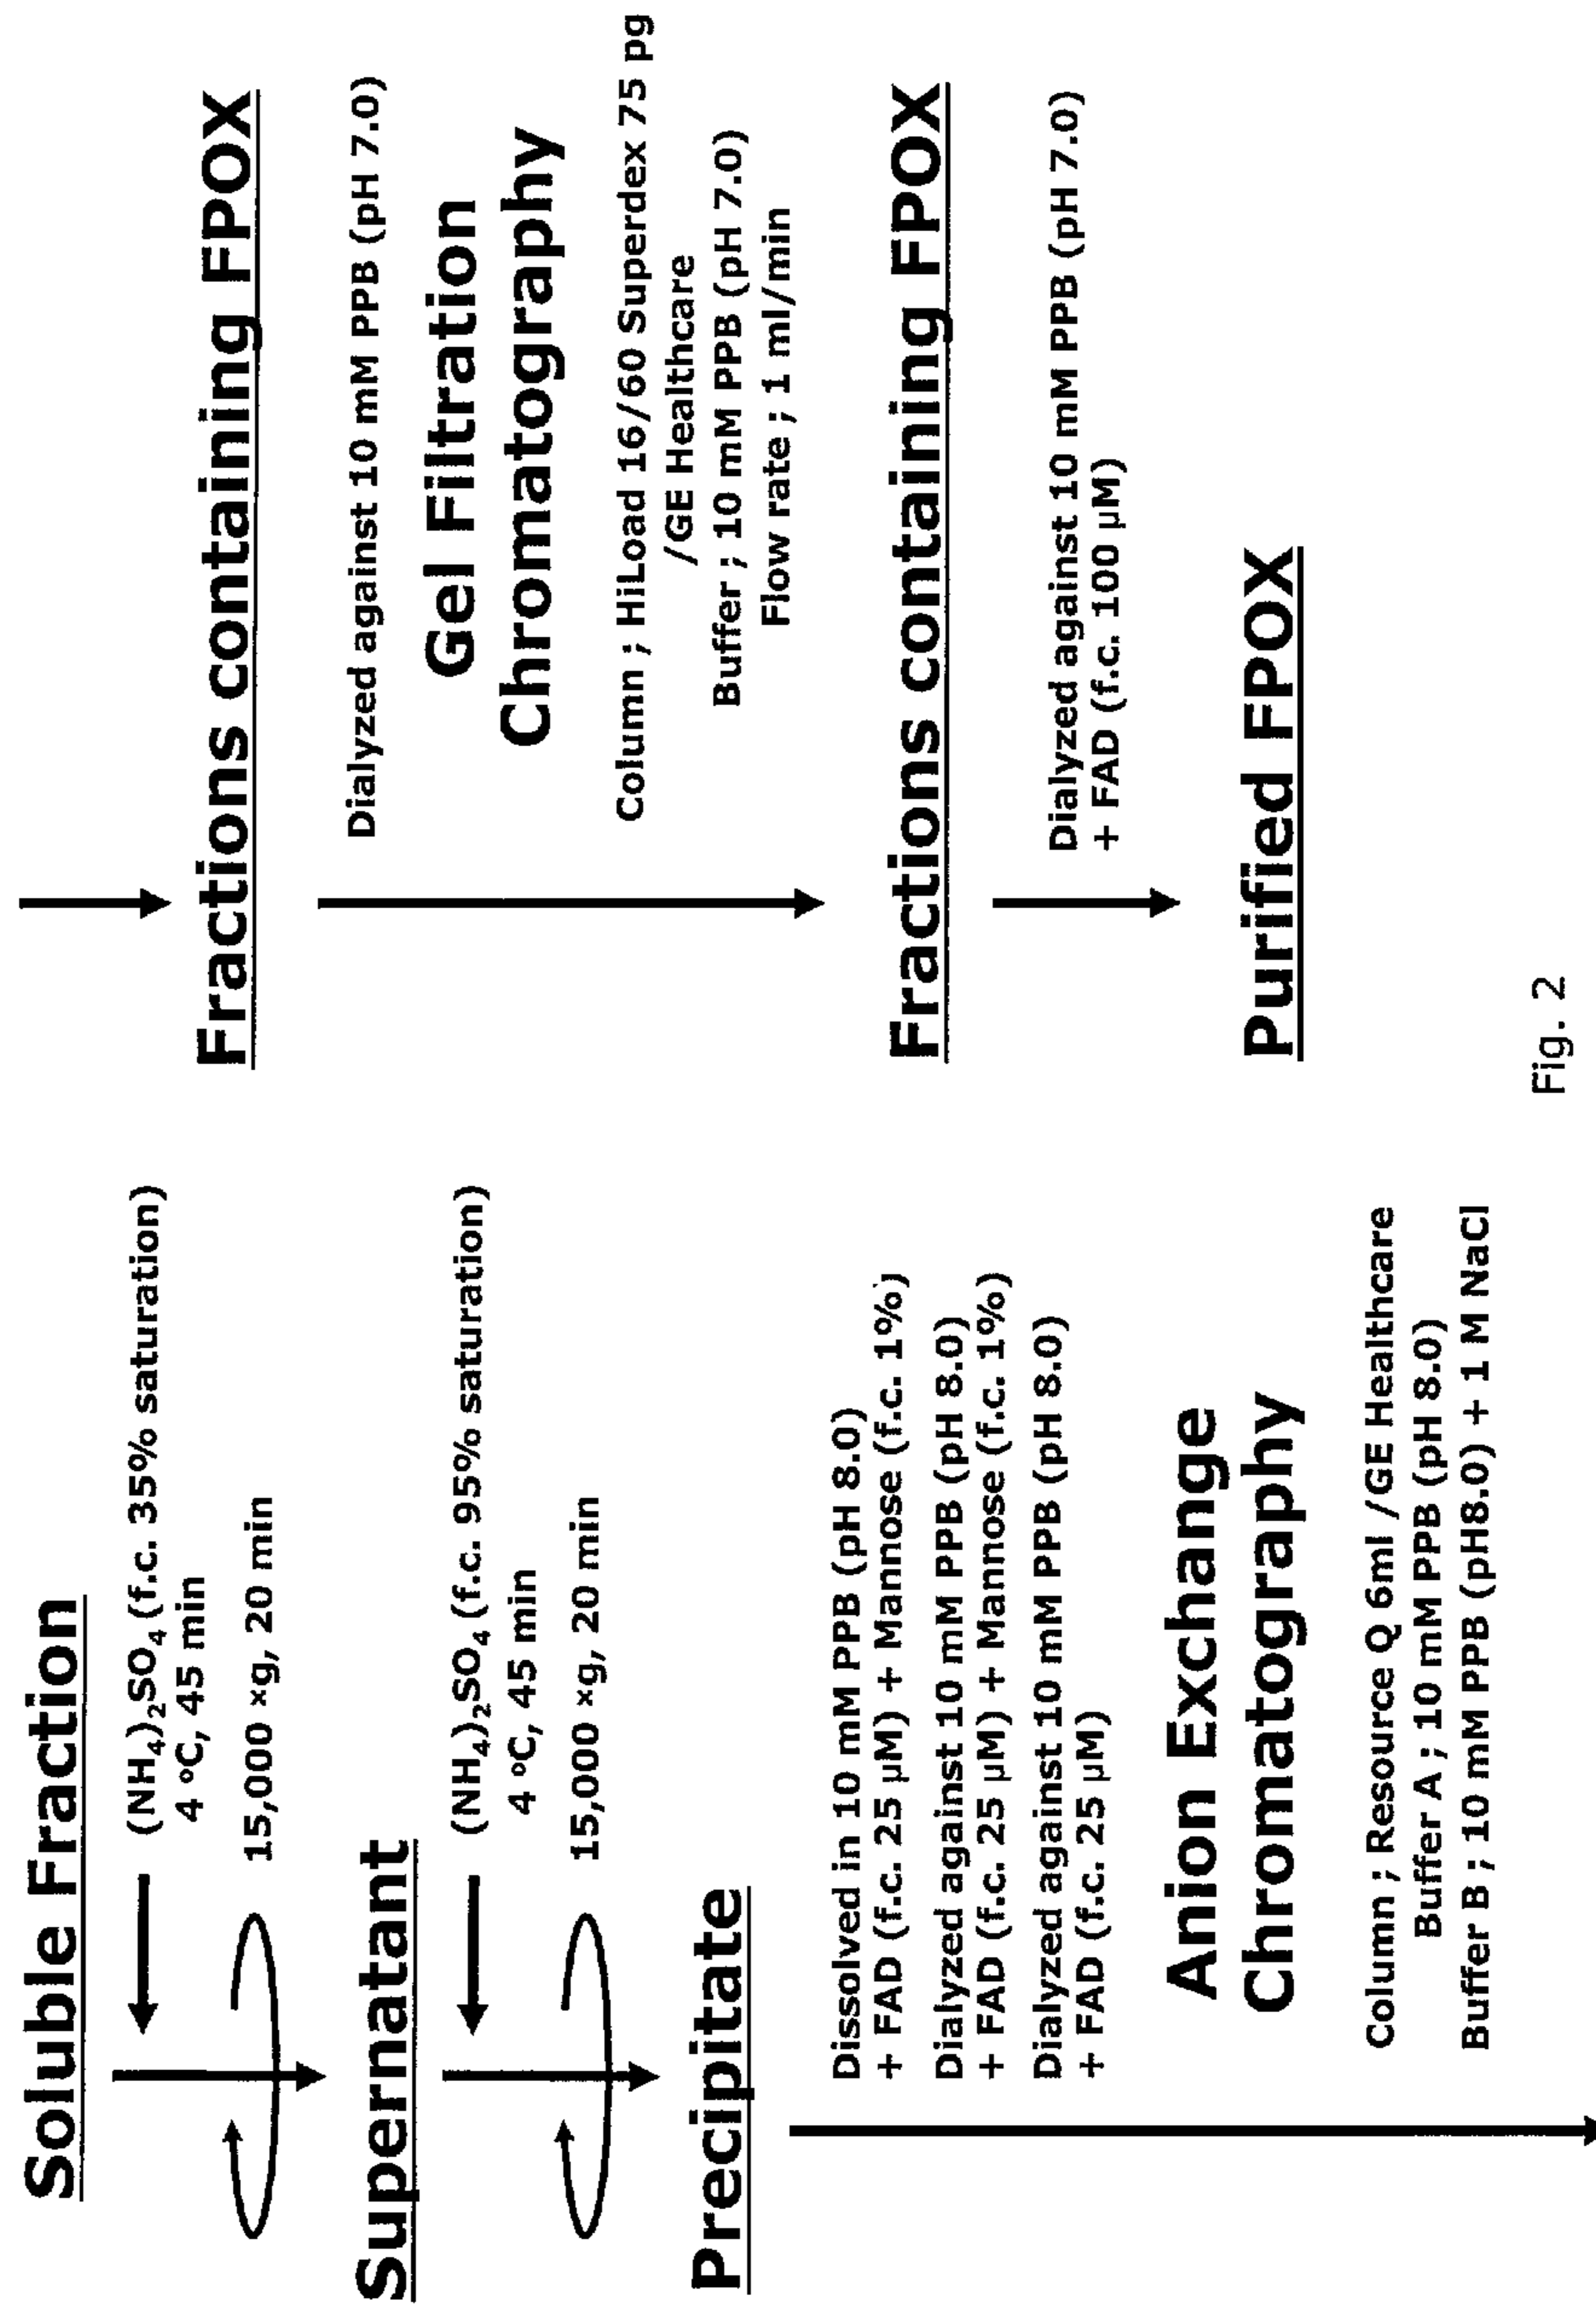 Soluble Fraction
(NH₄)₂SO₄ (f.c. 35% saturation)
4 ºC, 45 min
15,000 ×g, 20 min
Supernatant
(NH₄)₂SO₄ (f.c. 95% saturation)
4 ºC, 45 min
15,000 ×g, 20 min
Precipitate
Dissolved in 10 mM PPB (pH 8.0)
+ FAD (f.c. 25 µM) + Mannose (f.c. 1%)
Dialyzed against 10 mM PPB (pH 8.0)
+ FAD (f.c. 25 µM) + Mannose (f.c. 1%)
Dialyzed against 10 mM PPB (pH 8.0)
+ FAD (f.c. 25 µM)
Anion Exchange
Chromatography
Column ; Resource Q 6ml /GE Healthcare
Buffer A ; 10 mM PPB (pH 8.0)
Buffer B ; 10 mM PPB (pH8.0) + 1 M NaCl
Fractions containing FPOX
Dialyzed against 10 mM PPB (pH 7.0)
Gel Filtration
Chromatography
Column ; HiLoad 16/60 Superdex 75 pg
/GE Healthcare
Buffer ; 10 mM PPB (pH 7.0)
Flow rate ; 1 ml/min
Fractions containing FPOX
Dialyzed against 10 mM PPB (pH 7.0)
+ FAD (f.c. 100 µM)
Purified FPOX
Fig. 2